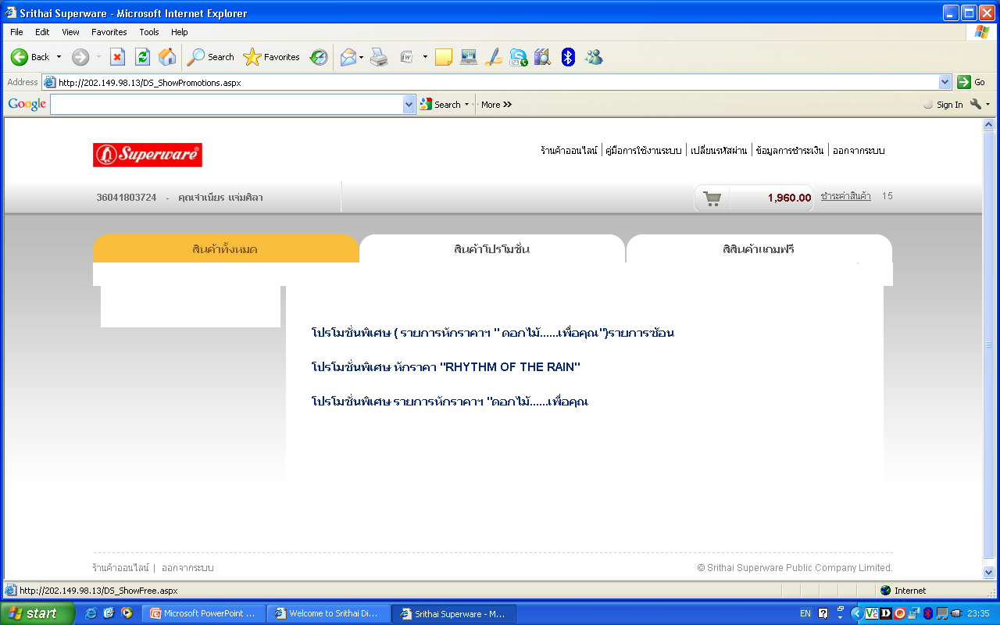 Srithai Superware - Microsoft Internet Explorer
File Edit View Favorites Tools Help
Back Search Favorites
Address http://202.149.98.13/DS_ShowPromotions.aspx Go
Google Search More Sign In
Superware
ร้านค้าออนไลน์ | คู่มือการใช้งานระบบ | เปลี่ยนรหัสผ่าน | ข้อมูลการชำระเงิน | ออกจากระบบ
36041803724 - คุณจำเนียร แจ่มศิลา 1,960.00 ชำระค่าสินค้า 15
สินค้าทั้งหมด สินค้าโปรโมชั่น สิสินค้าแถมฟรี
โปรโมชั่นพิเศษ ( รายการหักราคาฯ " ดอกไม้......เพื่อคุณ")รายการซ้อน
โปรโมชั่นพิเศษ หักราคา "RHYTHM OF THE RAIN"
โปรโมชั่นพิเศษ รายการหักราคาฯ "ดอกไม้......เพื่อคุณ
ร้านค้าออนไลน์ | ออกจากระบบ © Srithai Superware Public Company Limited.
http://202.149.98.13/DS_ShowFree.aspx Internet
start Microsoft PowerPoint ... Welcome to Srithai Di... Srithai Superware - M... EN 23:35